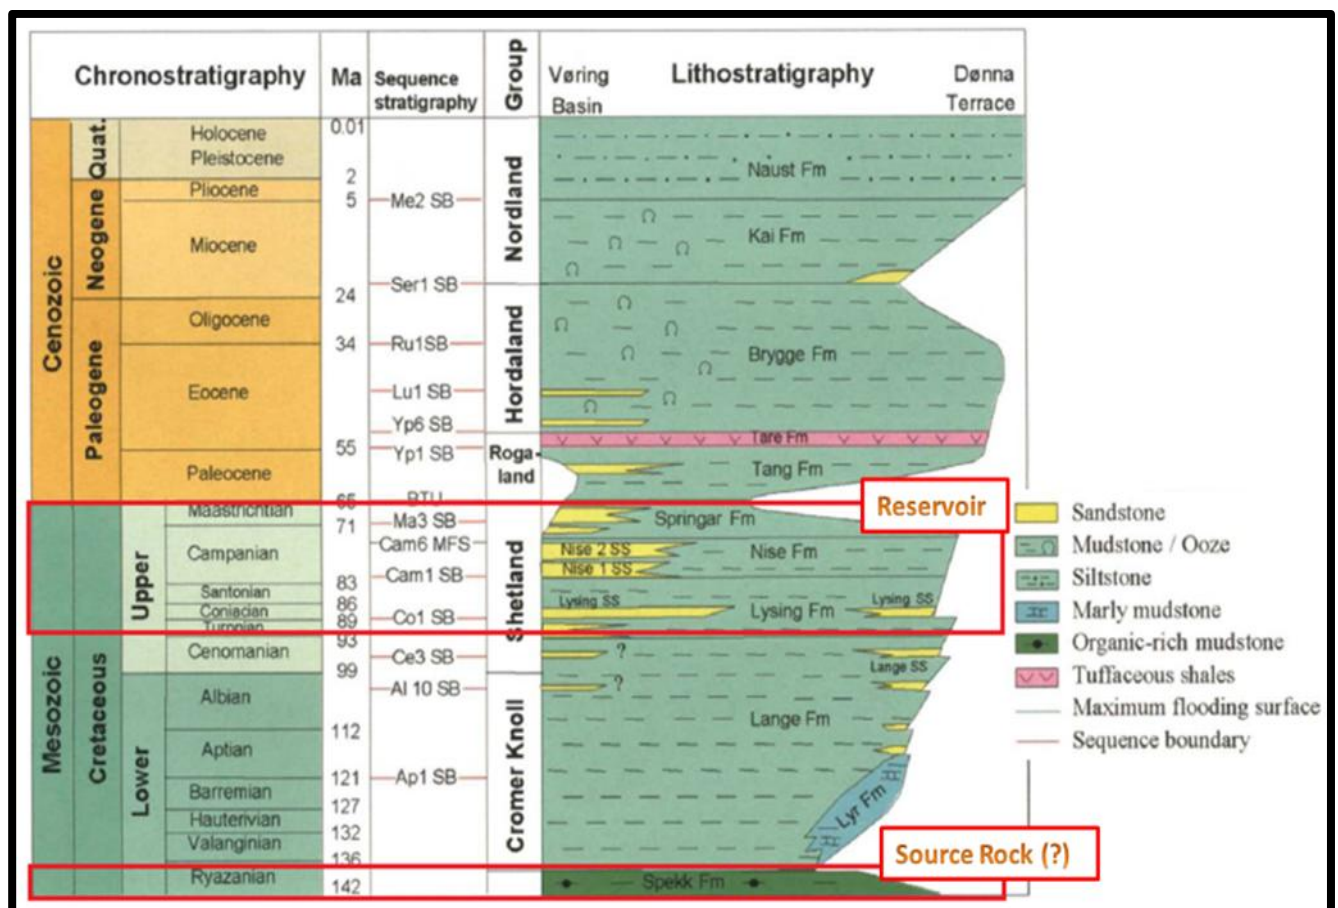 Chronostratigraphy
Ma
Sequence
stratigraphy
Group
Vøring
Basin
Lithostratigraphy
Dønna
Terrace
Cenozoic
Quat.
Neogene
Paleogene
Holocene
Pleistocene
Pliocene
Miocene
Oligocene
Eocene
Paleocene
0.01
2
5
24
34
55
65
Me2 SB
Ser1 SB
Ru1SB
Lu1 SB
Yp6 SB
Yp1 SB
BTU
Nordland
Hordaland
Roga-
land
Naust Fm
Kai Fm
Brygge Fm
Tare Fm
Tang Fm
Reservoir
Mesozoic
Cretaceous
Upper
Lower
Maastrichtian
Campanian
Santonian
Coniacian
Turonian
Cenomanian
Albian
Aptian
Barremian
Hauterivian
Valanginian
Ryazanian
71
83
86
89
93
99
112
121
127
132
136
142
Ma3 SB
Cam6 MFS
Cam1 SB
Co1 SB
Ce3 SB
Al 10 SB
Ap1 SB
Shetland
Cromer Knoll
Springar Fm
Nise 2 SS
Nise Fm
Nise 1 SS
Lysing SS
Lysing Fm
Lysing SS
?
Lange SS
?
Lange Fm
Lyr Fm
Spekk Fm
Source Rock (?)
Sandstone
Mudstone / Ooze
Siltstone
Marly mudstone
Organic-rich mudstone
Tuffaceous shales
Maximum flooding surface
Sequence boundary